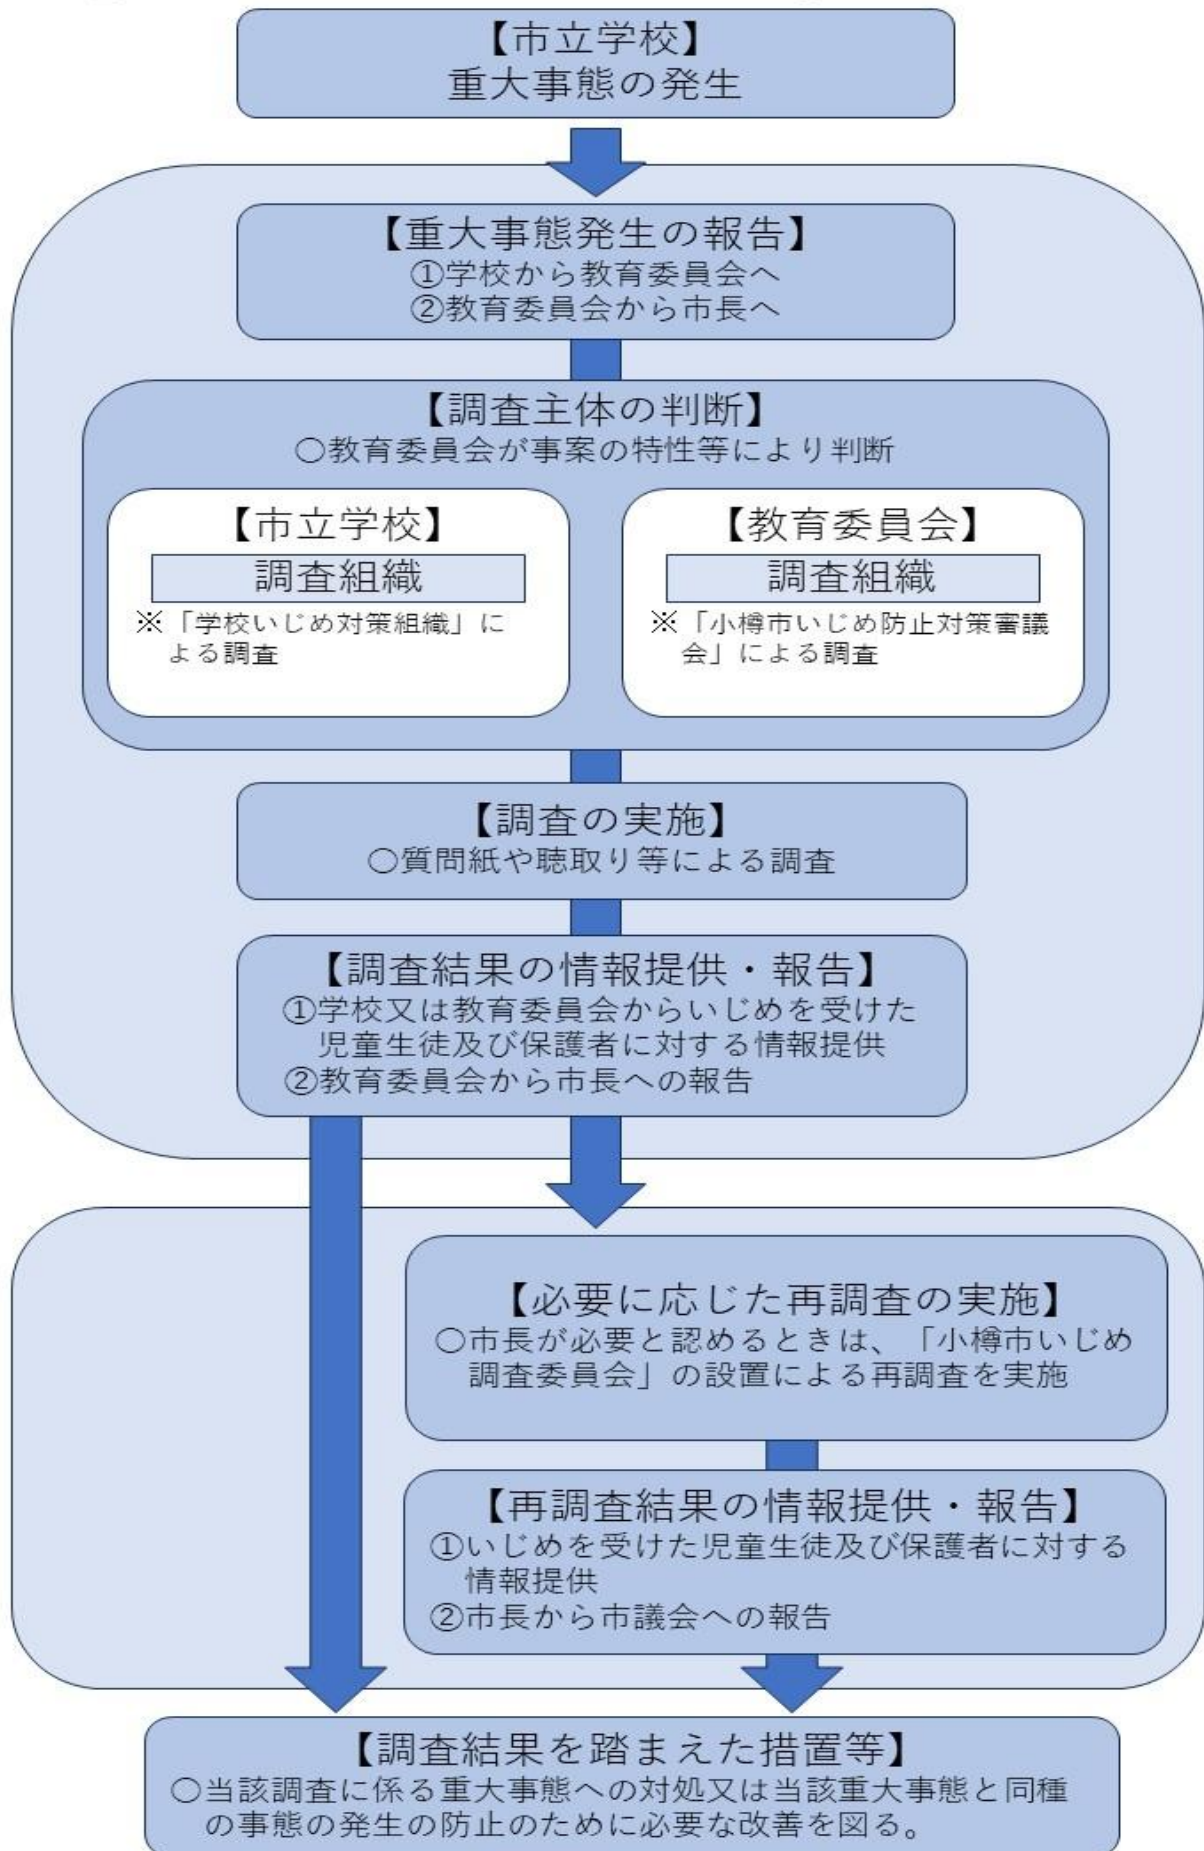 【市立学校】
重大事態の発生
【重大事態発生の報告】
①学校から教育委員会へ
②教育委員会から市長へ
【調査主体の判断】
○教育委員会が事案の特性等により判断
【市立学校】
調査組織
※「学校いじめ対策組織」に
よる調査
【教育委員会】
調査組織
※「小樽市いじめ防止対策審議
会」による調査
【調査の実施】
○質問紙や聴取り等による調査
【調査結果の情報提供・報告】
①学校又は教育委員会からいじめを受けた
児童生徒及び保護者に対する情報提供
②教育委員会から市長への報告
【必要に応じた再調査の実施】
○市長が必要と認めるときは、「小樽市いじめ
調査委員会」の設置による再調査を実施
【再調査結果の情報提供・報告】
①いじめを受けた児童生徒及び保護者に対する
情報提供
②市長から市議会への報告
【調査結果を踏まえた措置等】
○当該調査に係る重大事態への対処又は当該重大事態と同種
の事態の発生の防止のために必要な改善を図る。